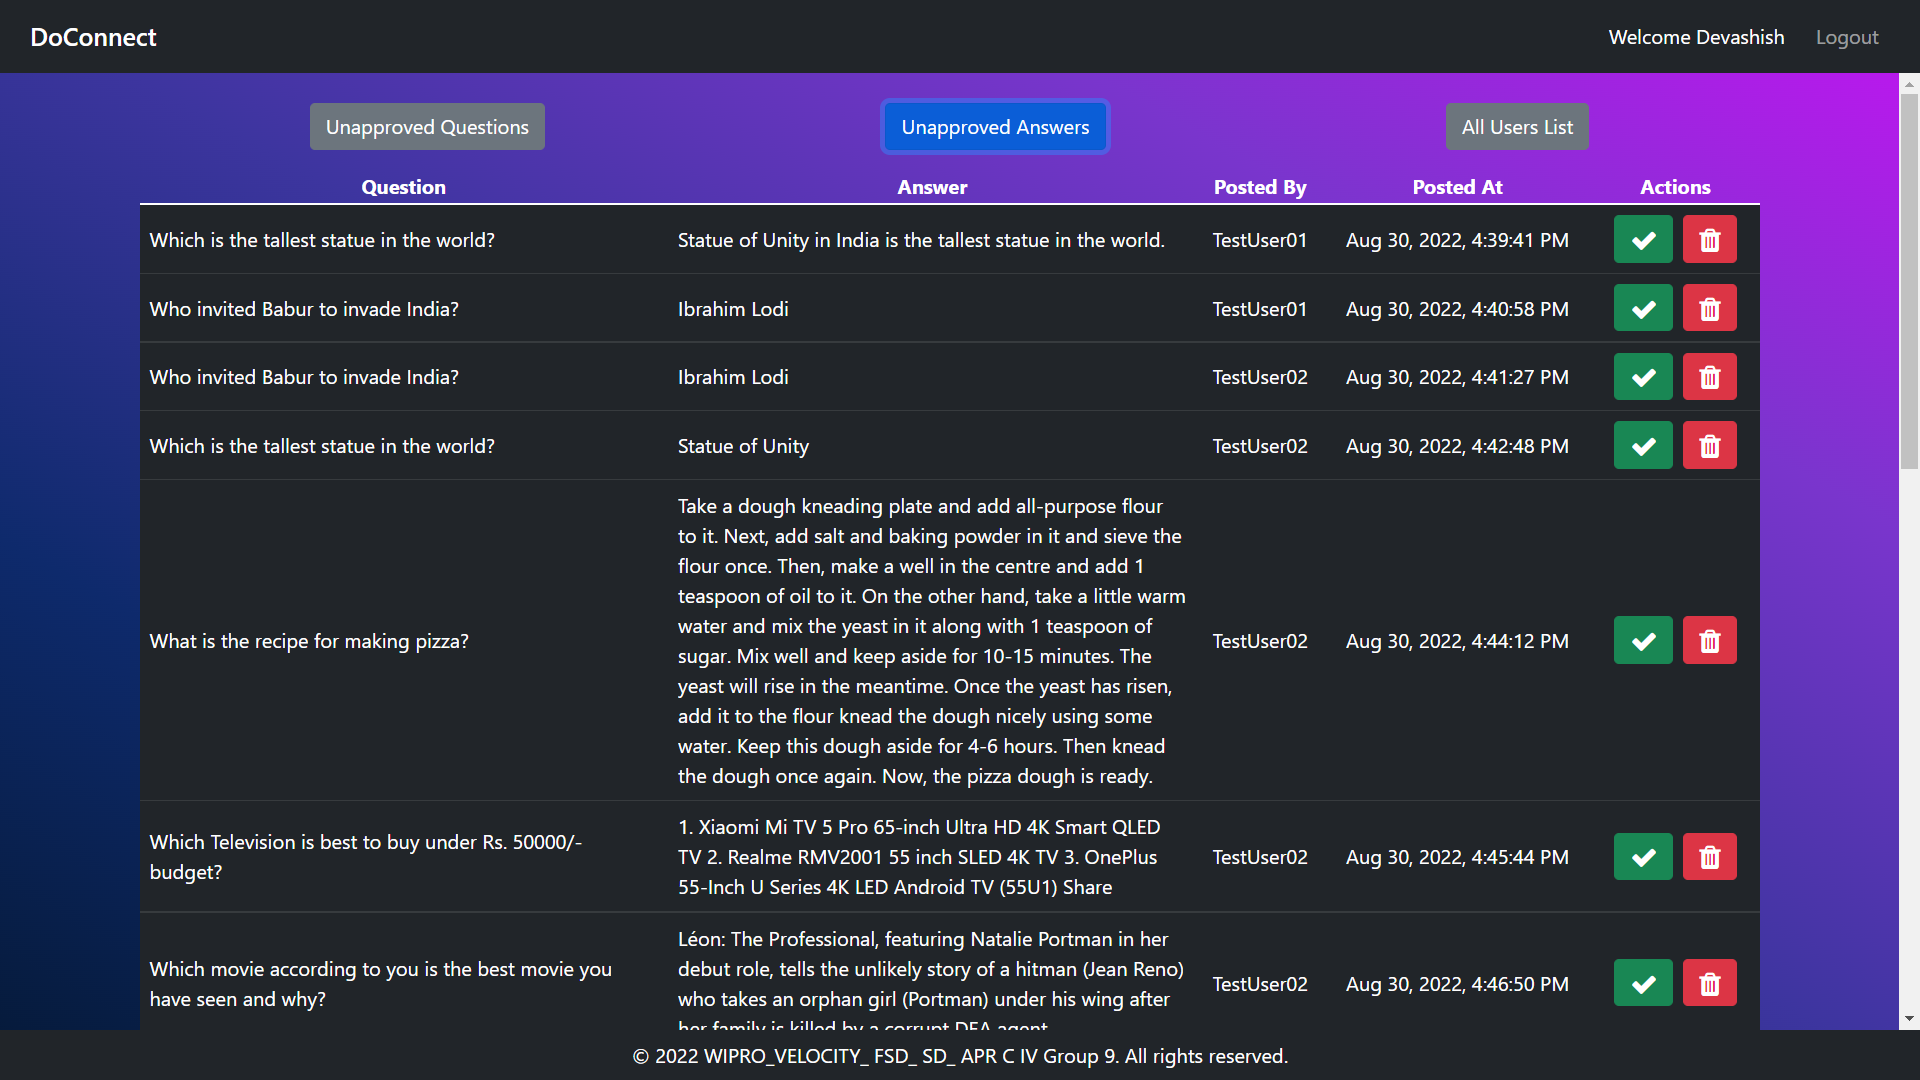 DoConnect
Welcome Devashish Logout
Unapproved Questions
Unapproved Answers
All Users List
Question Answer Posted By Posted At Actions
Which is the tallest statue in the world? Statue of Unity in India is the tallest statue in the world. TestUser01 Aug 30, 2022, 4:39:41 PM
Who invited Babur to invade India? Ibrahim Lodi TestUser01 Aug 30, 2022, 4:40:58 PM
Who invited Babur to invade India? Ibrahim Lodi TestUser02 Aug 30, 2022, 4:41:27 PM
Which is the tallest statue in the world? Statue of Unity TestUser02 Aug 30, 2022, 4:42:48 PM
What is the recipe for making pizza?
Take a dough kneading plate and add all-purpose flour
to it. Next, add salt and baking powder in it and sieve the
flour once. Then, make a well in the centre and add 1
teaspoon of oil to it. On the other hand, take a little warm
water and mix the yeast in it along with 1 teaspoon of
sugar. Mix well and keep aside for 10-15 minutes. The
yeast will rise in the meantime. Once the yeast has risen,
add it to the flour knead the dough nicely using some
water. Keep this dough aside for 4-6 hours. Then knead
the dough once again. Now, the pizza dough is ready.
TestUser02 Aug 30, 2022, 4:44:12 PM
Which Television is best to buy under Rs. 50000/-
budget?
1. Xiaomi Mi TV 5 Pro 65-inch Ultra HD 4K Smart QLED
TV 2. Realme RMV2001 55 inch SLED 4K TV 3. OnePlus
55-Inch U Series 4K LED Android TV (55U1) Share
TestUser02 Aug 30, 2022, 4:45:44 PM
Which movie according to you is the best movie you
have seen and why?
Léon: The Professional, featuring Natalie Portman in her
debut role, tells the unlikely story of a hitman (Jean Reno)
who takes an orphan girl (Portman) under his wing after
her family is killed by a corrupt DEA agent
TestUser02 Aug 30, 2022, 4:46:50 PM
© 2022 WIPRO_VELOCITY_ FSD_ SD_ APR C IV Group 9. All rights reserved.